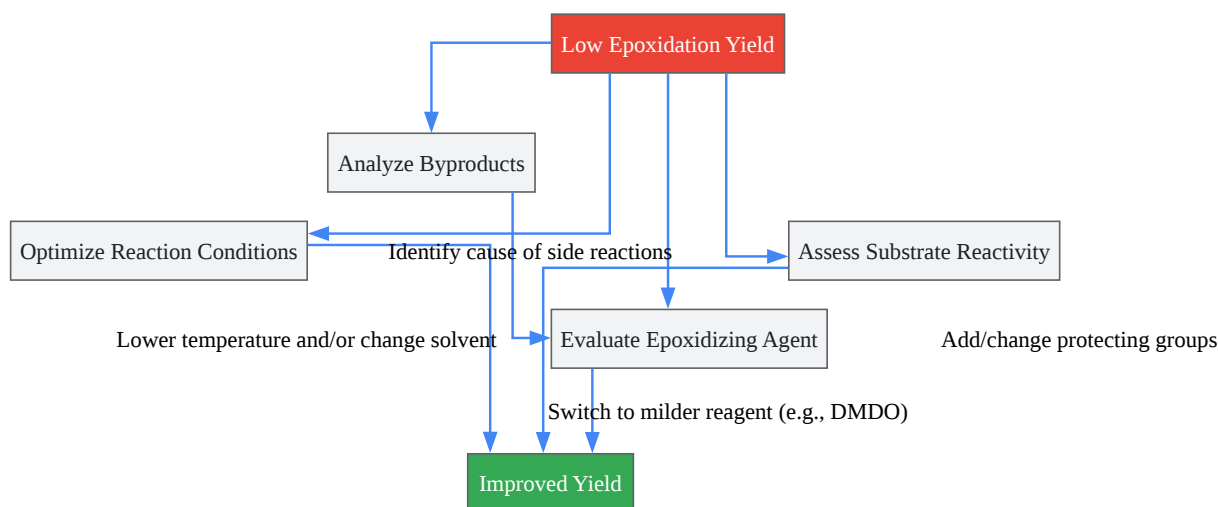 Low Epoxidation Yield
Analyze Byproducts
Optimize Reaction Conditions
Identify cause of side reactions
Assess Substrate Reactivity
Lower temperature and/or change solvent
Evaluate Epoxidizing Agent
Add/change protecting groups
Switch to milder reagent (e.g., DMDO)
Improved Yield